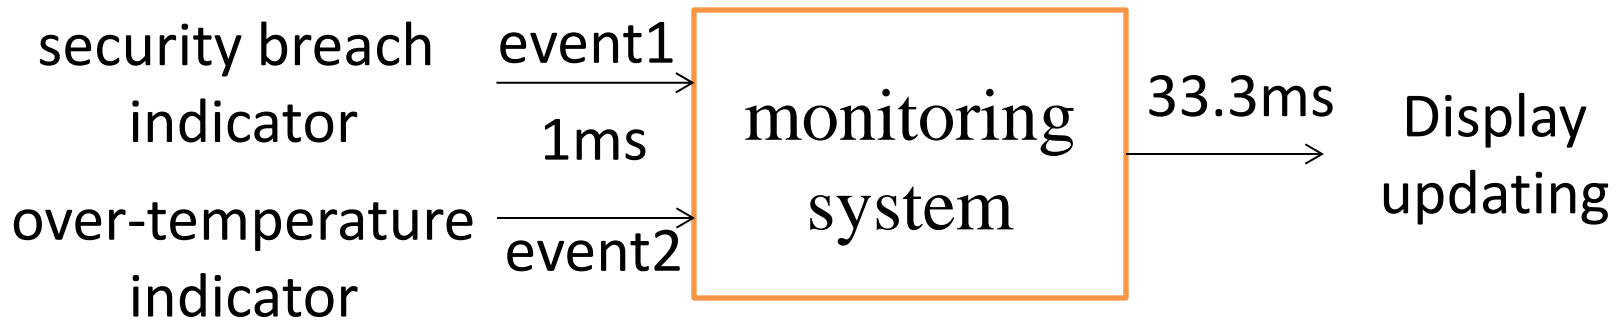 security breach
indicator
event1
1ms
over-temperature
indicator
event2
monitoring
system
33.3ms
Display
updating